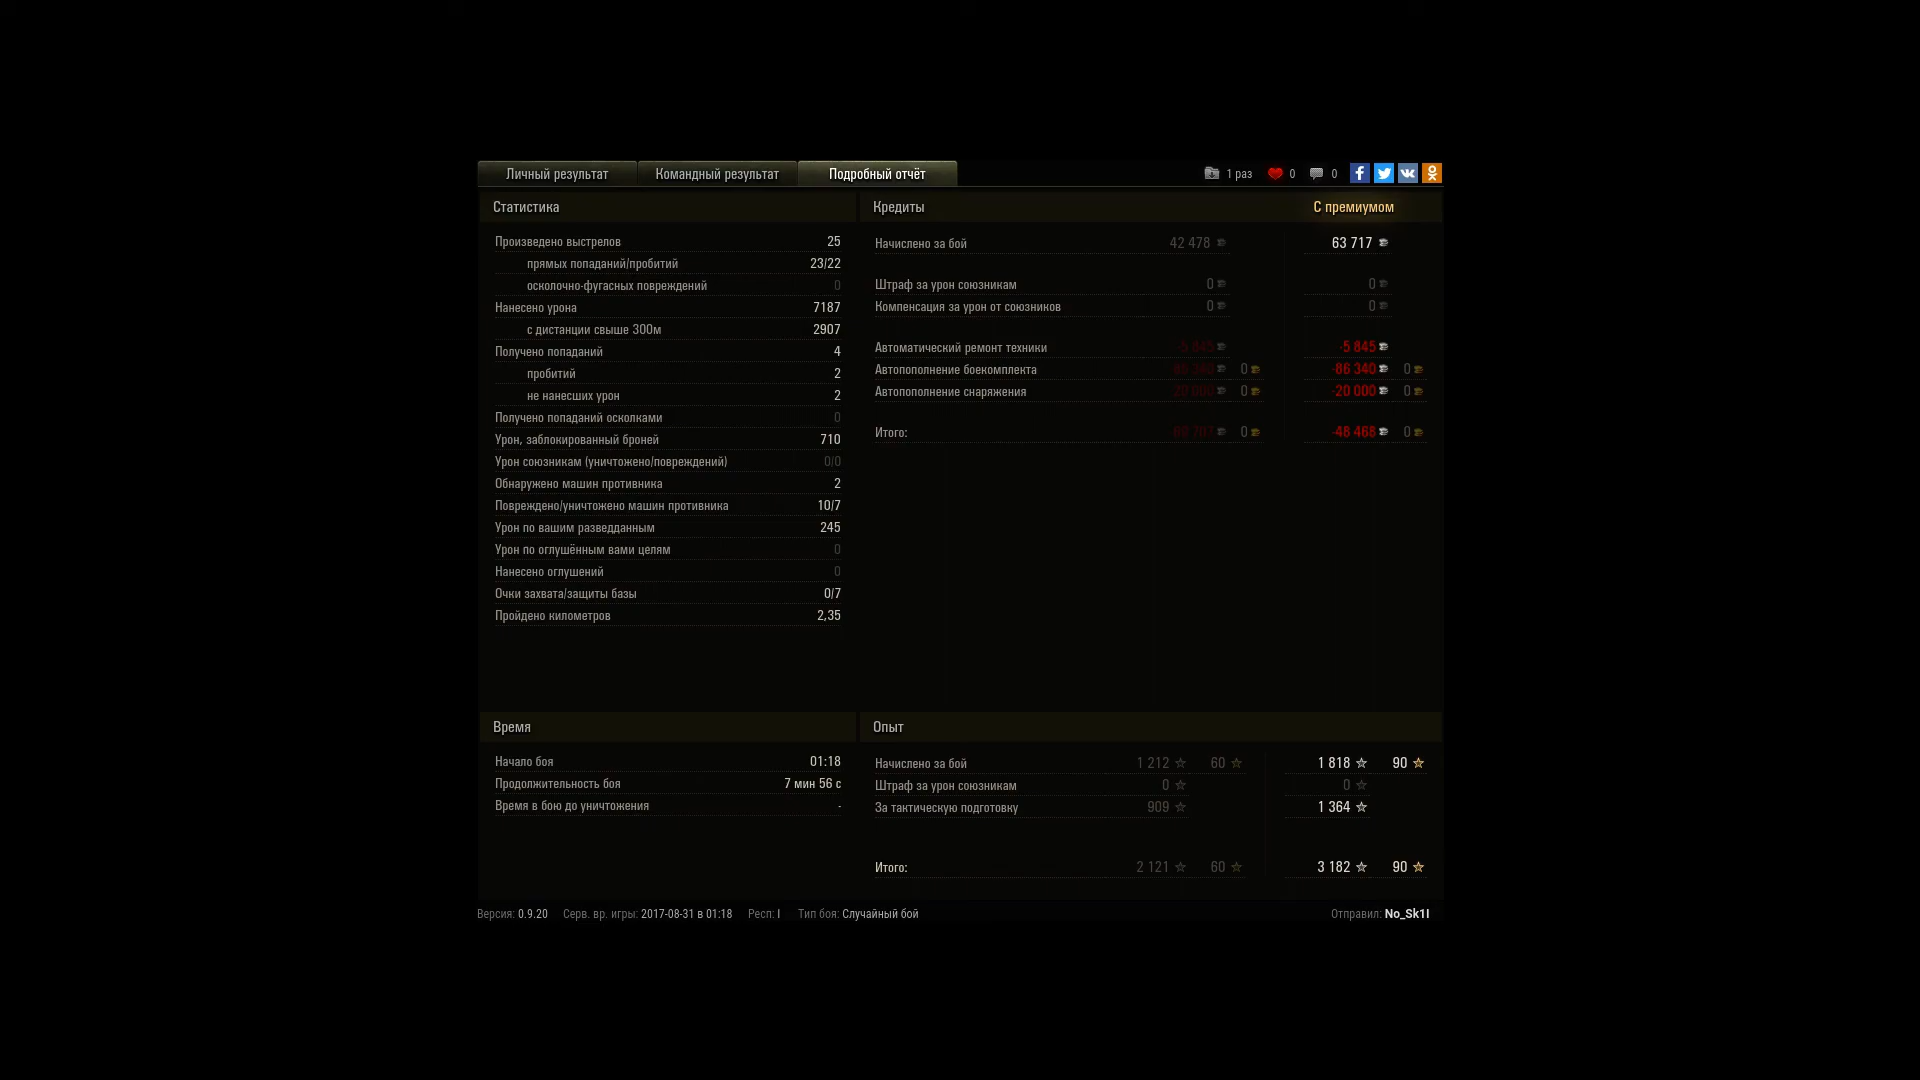 Личный результат Командный результат Подробный отчёт 1 раз 0 0
Статистика
Произведено выстрелов 25
прямых попаданий/пробитий 23/22
осколочно-фугасных повреждений 0
Нанесено урона 7187
с дистанции свыше 300м 2907
Получено попаданий 4
пробитий 2
не нанесших урон 2
Получено попаданий осколками 0
Урон, заблокированный броней 710
Урон союзникам (уничтожено/повреждений) 0/0
Обнаружено машин противника 2
Повреждено/уничтожено машин противника 10/7
Урон по вашим разведданным 245
Урон по оглушённым вами целям 0
Нанесено оглушений 0
Очки захвата/защиты базы 0/7
Пройдено километров 2,35
Кредиты С премиумом
Начислено за бой 42 478 63 717
Штраф за урон союзникам 0 0
Компенсация за урон от союзников 0 0
Автоматический ремонт техники -5 845 -5 845
Автопополнение боекомплекта -86 340 0 -86 340 0
Автопополнение снаряжения -20 000 0 -20 000 0
Итого: 0 -48 468 0
Время
Начало боя 01:18
Продолжительность боя 7 мин 56 с
Время в бою до уничтожения -
Опыт
Начислено за бой 1 212 60 1 818 90
Штраф за урон союзникам 0 0
За тактическую подготовку 909 1 364
Итого: 2 121 60 3 182 90
Версия: 0.9.20 Серв. вр. игры: 2017-08-31 в 01:18 Респ: I Тип боя: Случайный бой Отправил: No_Sk1l